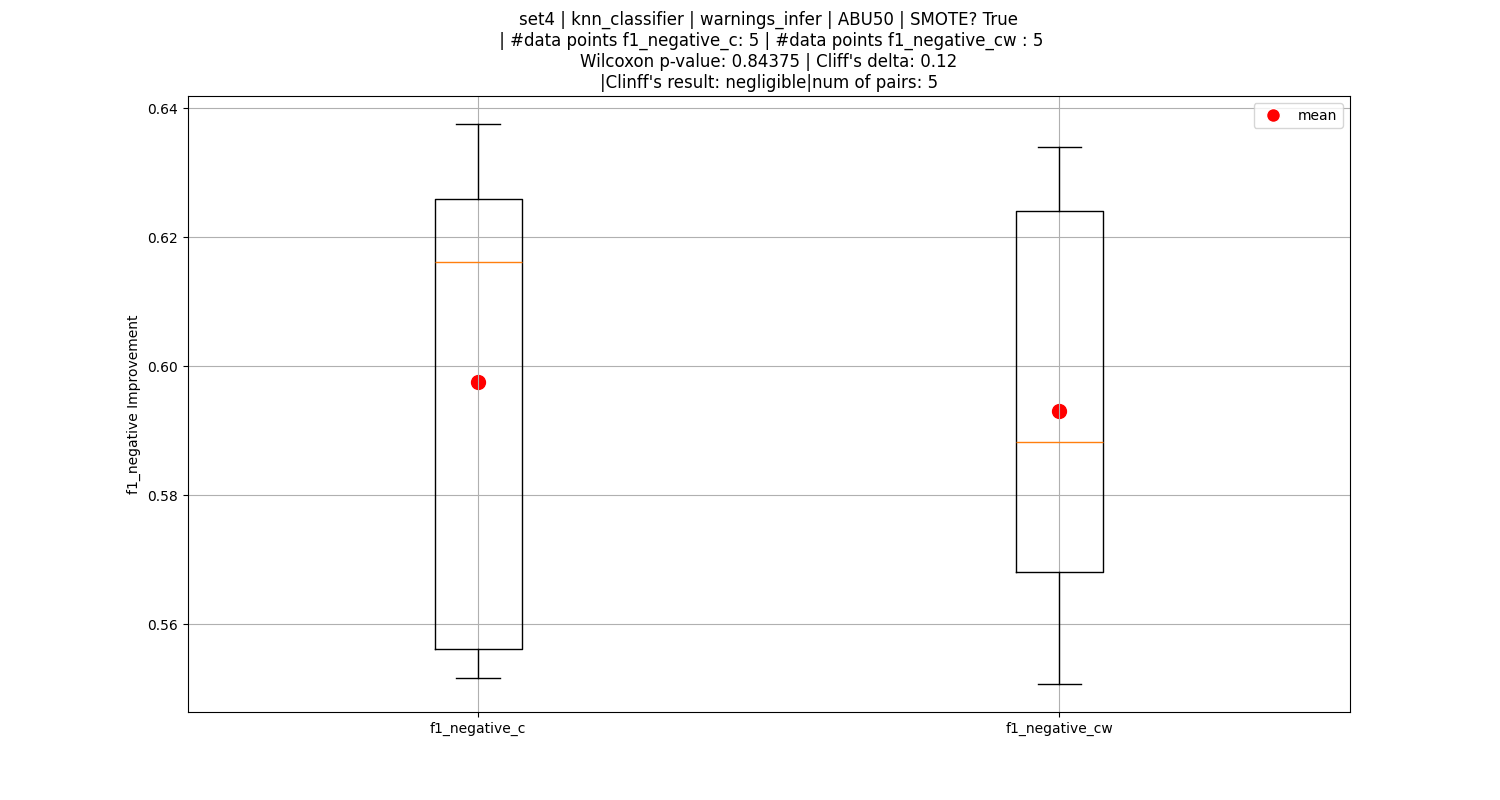 set4 | knn_classifier | warnings_infer | ABU50 | SMOTE? True
| #data points f1_negative_c: 5 | #data points f1_negative_cw : 5
Wilcoxon p-value: 0.84375 | Cliff's delta: 0.12
|Clinff's result: negligible|num of pairs: 5
mean
0.64
0.62
0.60
0.58
0.56
f1_negative Improvement
f1_negative_c
f1_negative_cw